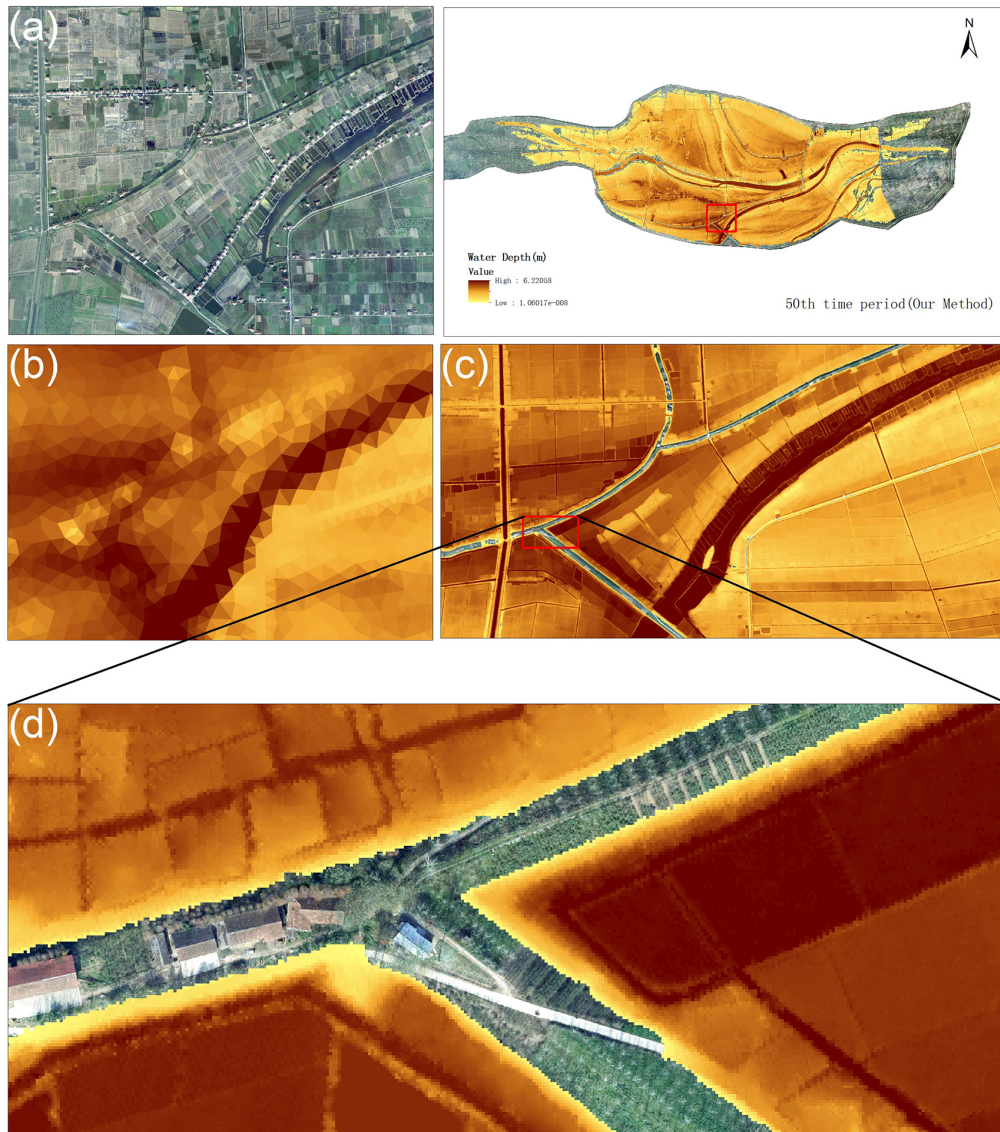 (a)
N
Water Depth(m)
Value
High : 6.22058
Low : 1.06017e-008
50th time period(Our Method)
(b)
(c)
(d)